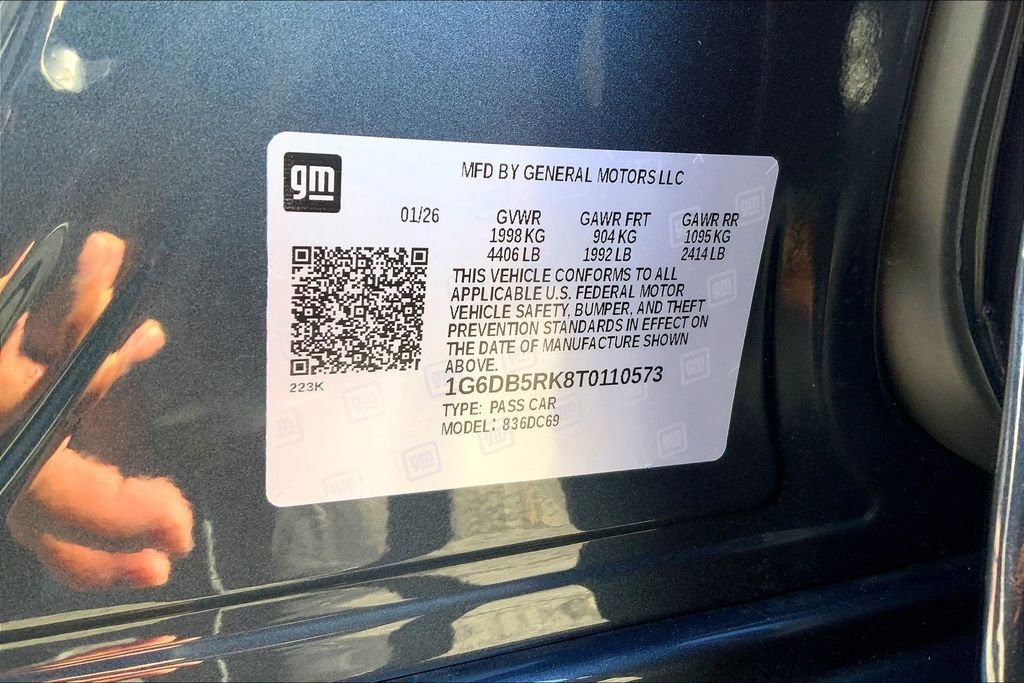 gm
MFD BY GENERAL MOTORS LLC
01/26 GVWR GAWR FRT GAWR RR
1998 KG 904 KG 1095 KG
4406 LB 1992 LB 2414 LB
THIS VEHICLE CONFORMS TO ALL
APPLICABLE U.S. FEDERAL MOTOR
VEHICLE SAFETY, BUMPER, AND THEFT
PREVENTION STANDARDS IN EFFECT ON
THE DATE OF MANUFACTURE SHOWN
ABOVE.
223K
1G6DB5RK8T0110573
TYPE: PASS CAR
MODEL: 836DC69